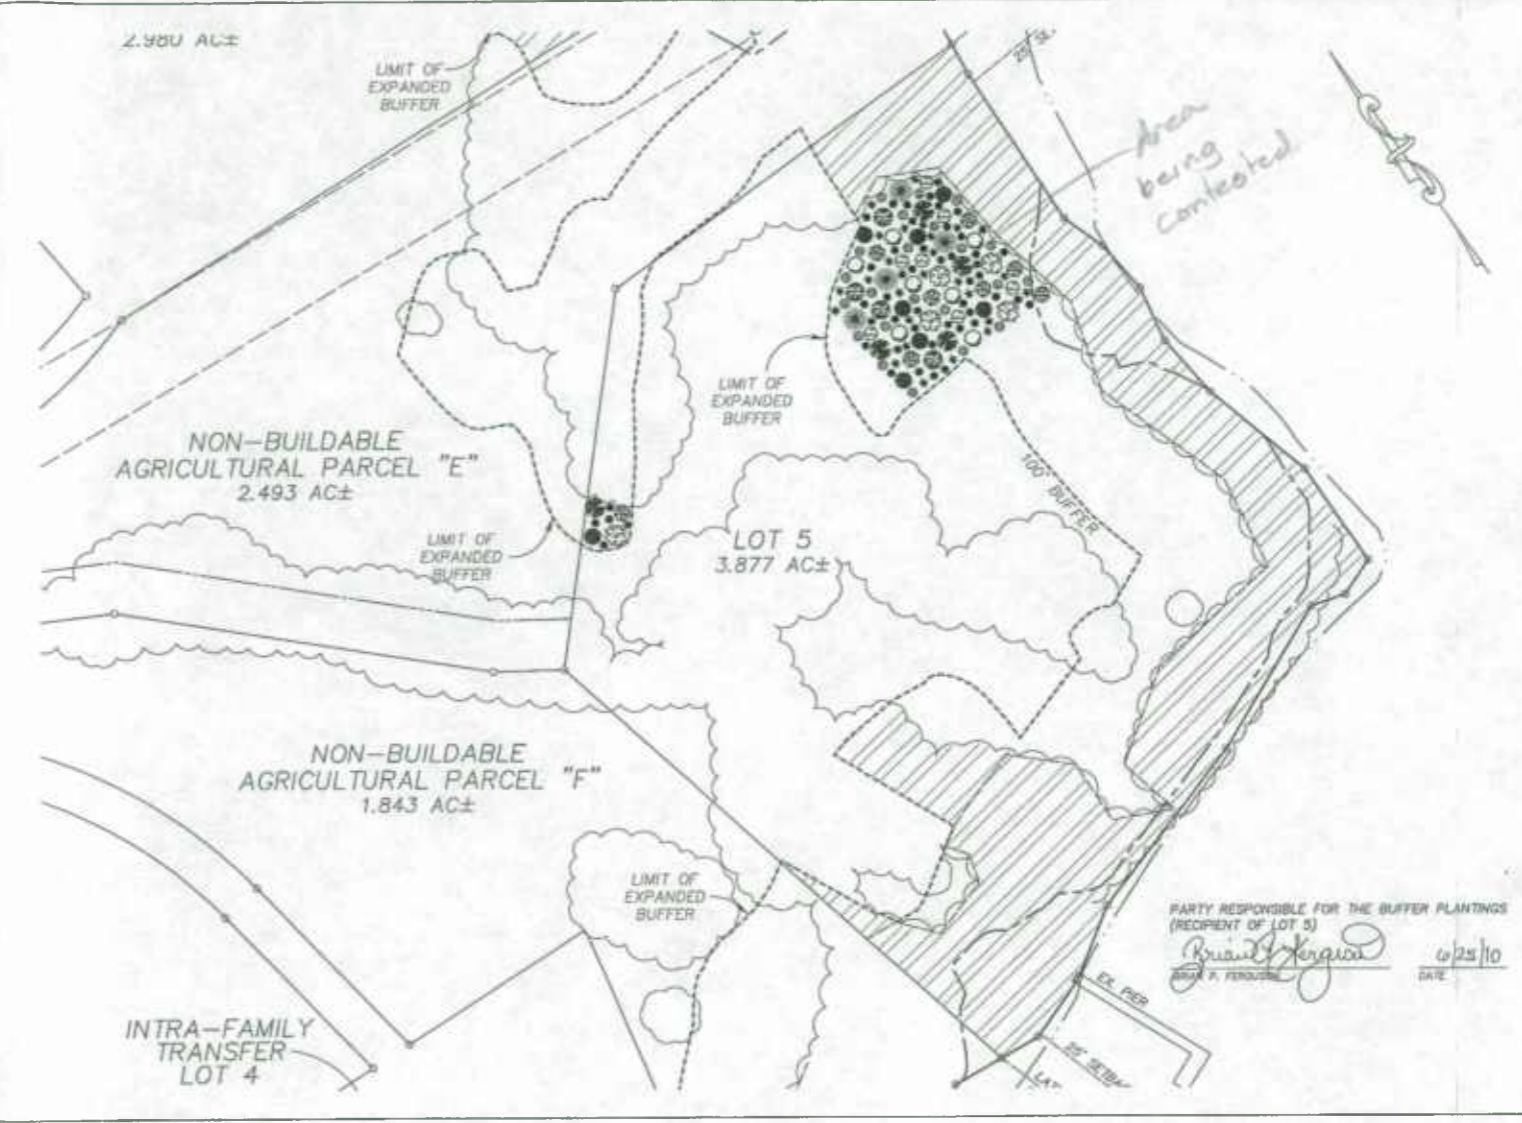 2.980 AC±
LIMIT OF
EXPANDED
BUFFER
Area
being
contested
LIMIT OF
EXPANDED
BUFFER
NON-BUILDABLE
AGRICULTURAL PARCEL "E"
2.493 AC±
100' BUFFER
LIMIT OF
EXPANDED
BUFFER
LOT 5
3.877 AC±
NON-BUILDABLE
AGRICULTURAL PARCEL "F"
1.843 AC±
LIMIT OF
EXPANDED
BUFFER
PARTY RESPONSIBLE FOR THE BUFFER PLANTINGS
(RECIPIENT OF LOT 5)
6/25/10
BRIAN P. FERGUSON
DATE
EX. PIER
INTRA-FAMILY
TRANSFER
LOT 4
25' SETBA